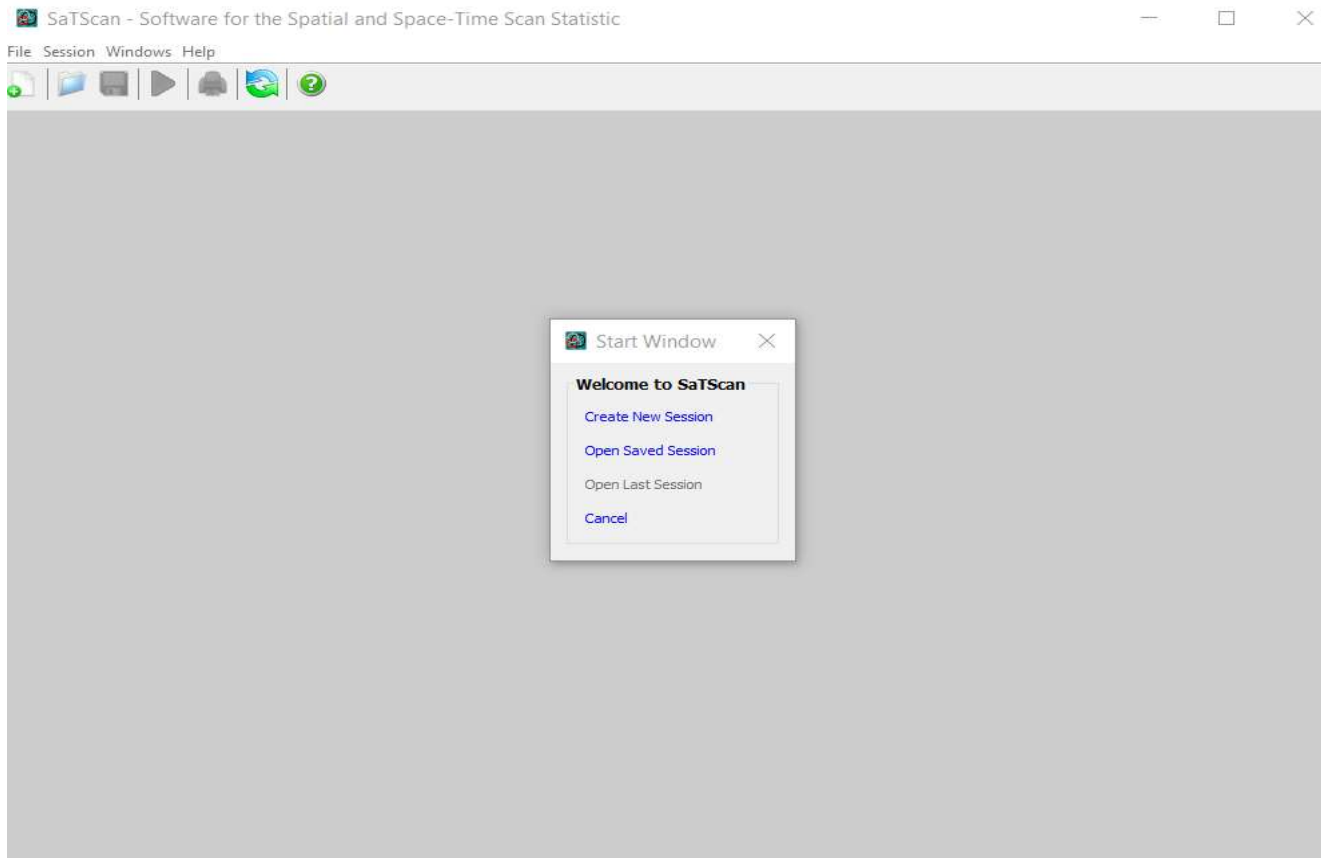 SaTScan - Software for the Spatial and Space-Time Scan Statistic
File Session Windows Help
Start Window
Welcome to SaTScan
Create New Session
Open Saved Session
Open Last Session
Cancel